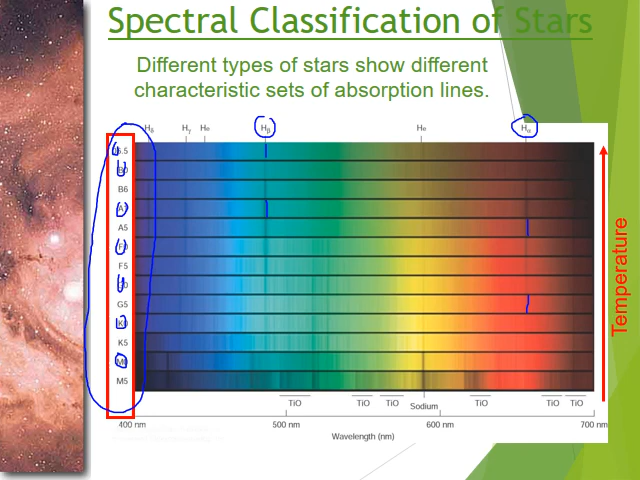 Spectral Classification of Stars
Different types of stars show different
characteristic sets of absorption lines.
Hδ Hγ He Hβ He Hα
B6
A5
F5
G5
K5
M5
Temperature
TiO TiO TiO Sodium TiO TiO TiO
400 nm 500 nm 600 nm 700 nm
Wavelength (nm)